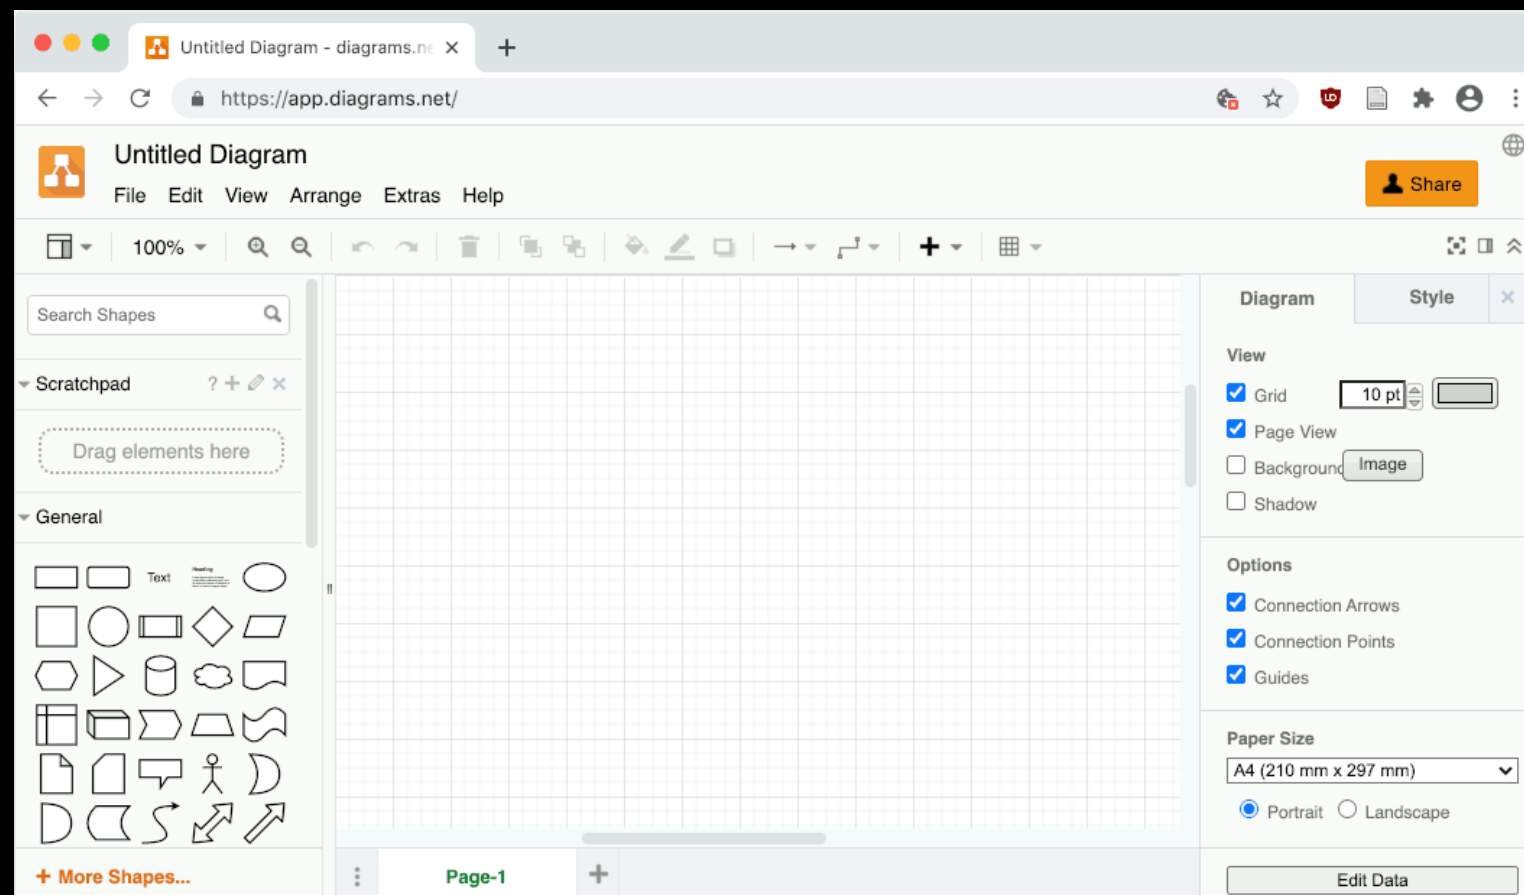 Untitled Diagram - diagrams.ne
https://app.diagrams.net/
Untitled Diagram
File Edit View Arrange Extras Help
Share
100%
Search Shapes
Scratchpad ?
Drag elements here
General
Text
Heading
+ More Shapes...
Page-1
Diagram Style
View
Grid 10 pt
Page View
Background Image
Shadow
Options
Connection Arrows
Connection Points
Guides
Paper Size
A4 (210 mm x 297 mm)
Portrait Landscape
Edit Data